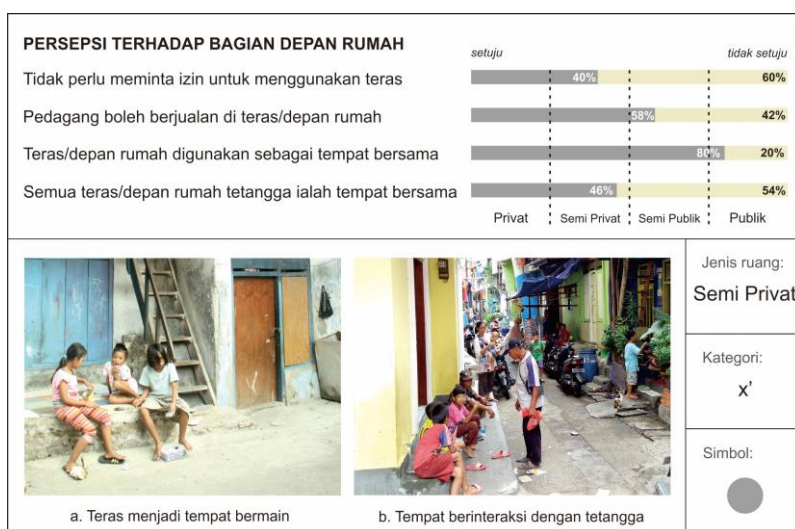 PERSEPSI TERHADAP BAGIAN DEPAN RUMAH
setuju
tidak setuju
Tidak perlu meminta izin untuk menggunakan teras
40%
60%
Pedagang boleh berjualan di teras/depan rumah
58%
42%
Teras/depan rumah digunakan sebagai tempat bersama
80%
20%
Semua teras/depan rumah tetangga ialah tempat bersama
46%
54%
Privat
Semi Privat
Semi Publik
Publik
Jenis ruang:
Semi Privat
Kategori:
x'
Simbol:
a. Teras menjadi tempat bermain
b. Tempat berinteraksi dengan tetangga